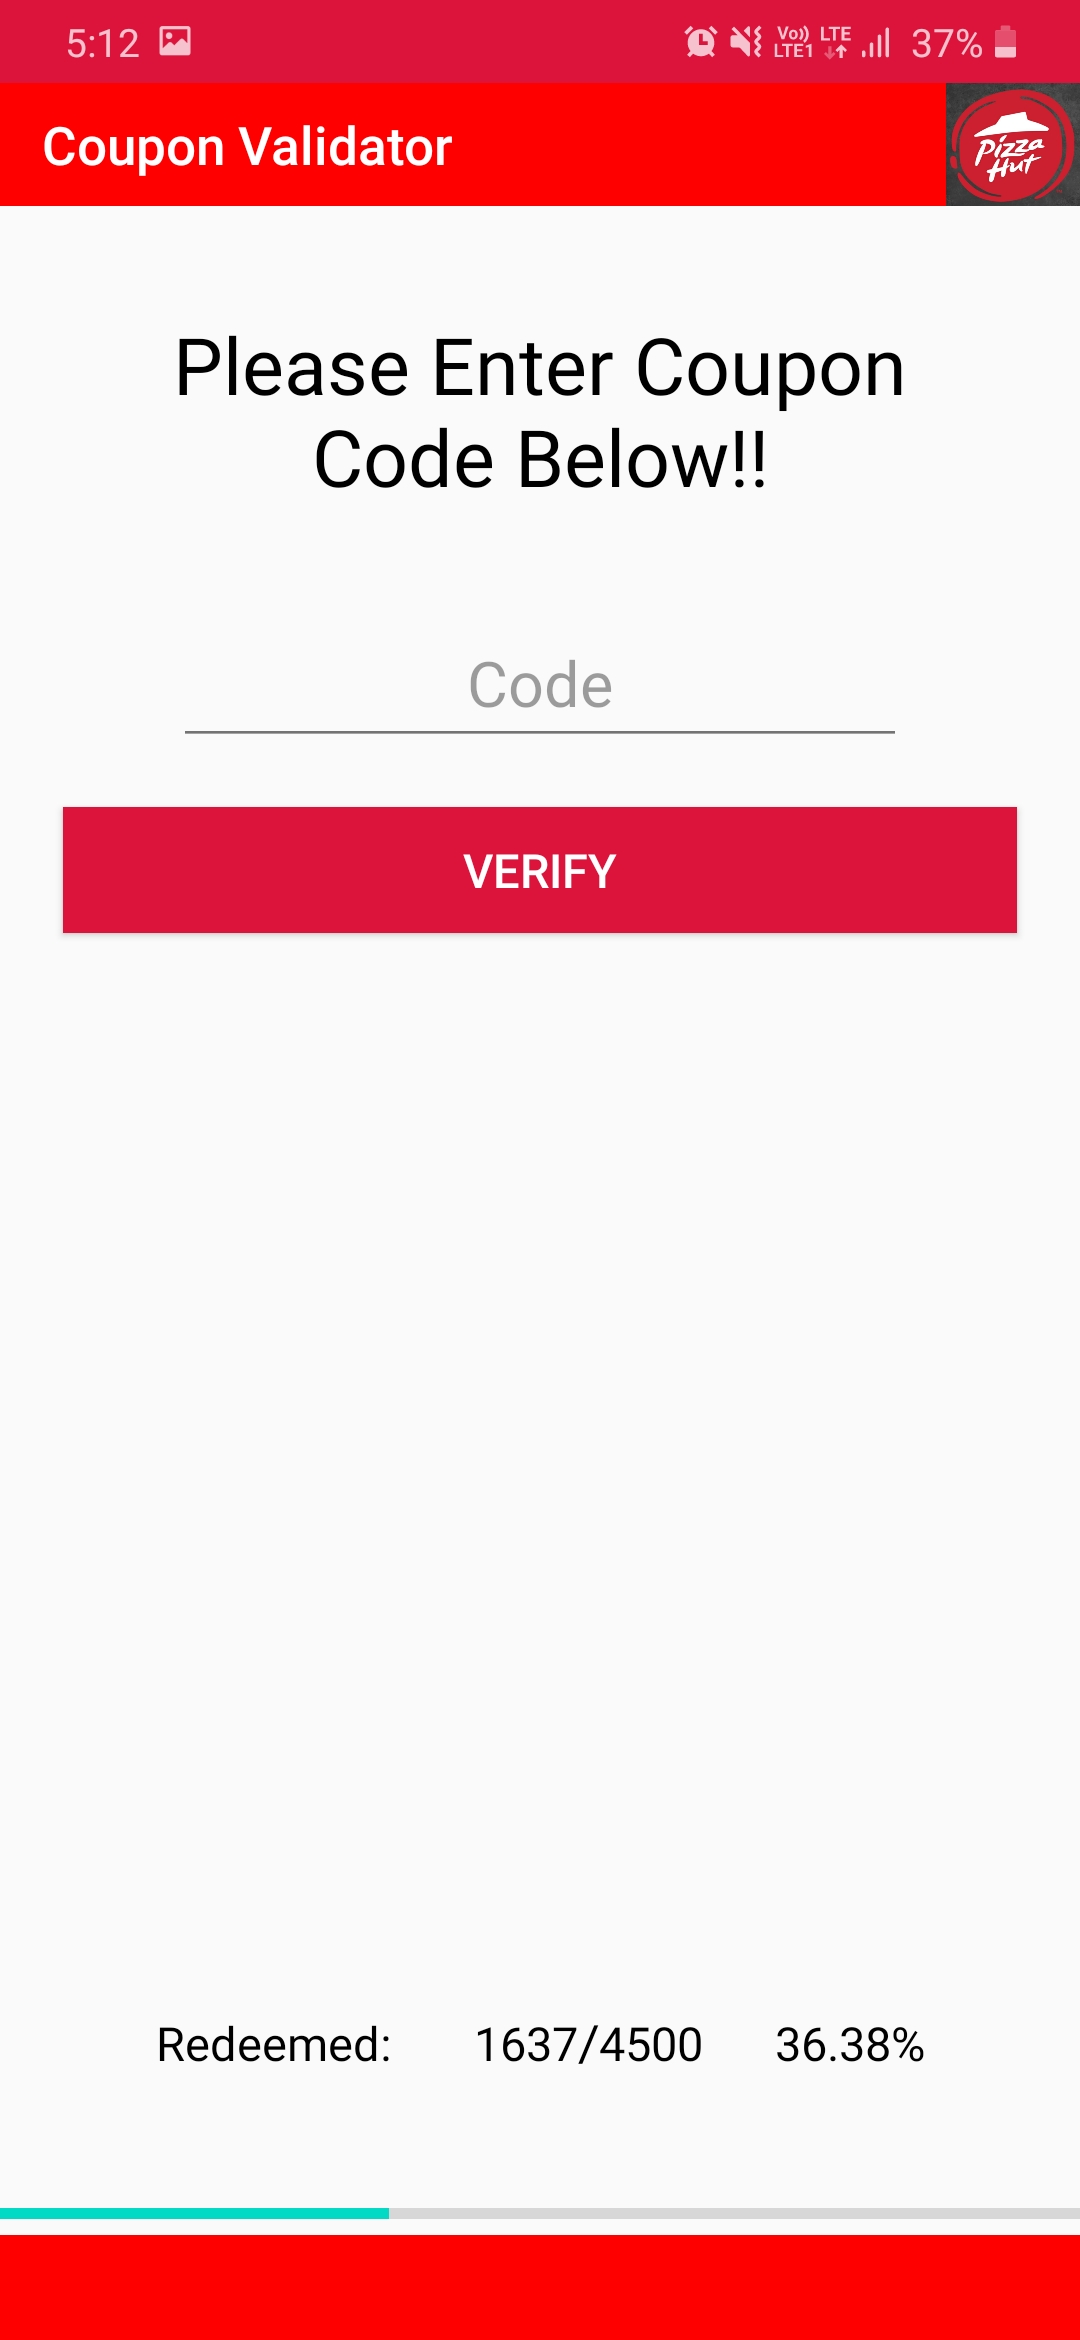 5:12 Vo)) LTE LTE1 37%
Coupon Validator
Pizza
Hut
Please Enter Coupon
Code Below!!
Code
VERIFY
Redeemed: 1637/4500 36.38%